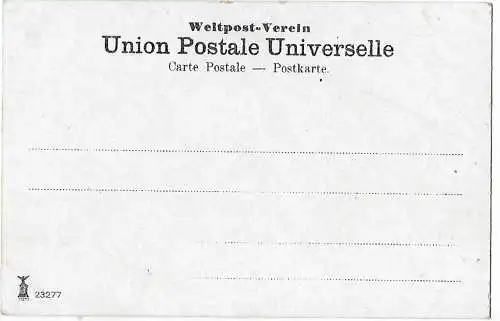 Weltpost-Verein
Union Postale Universelle
Carte Postale — Postkarte.
23277